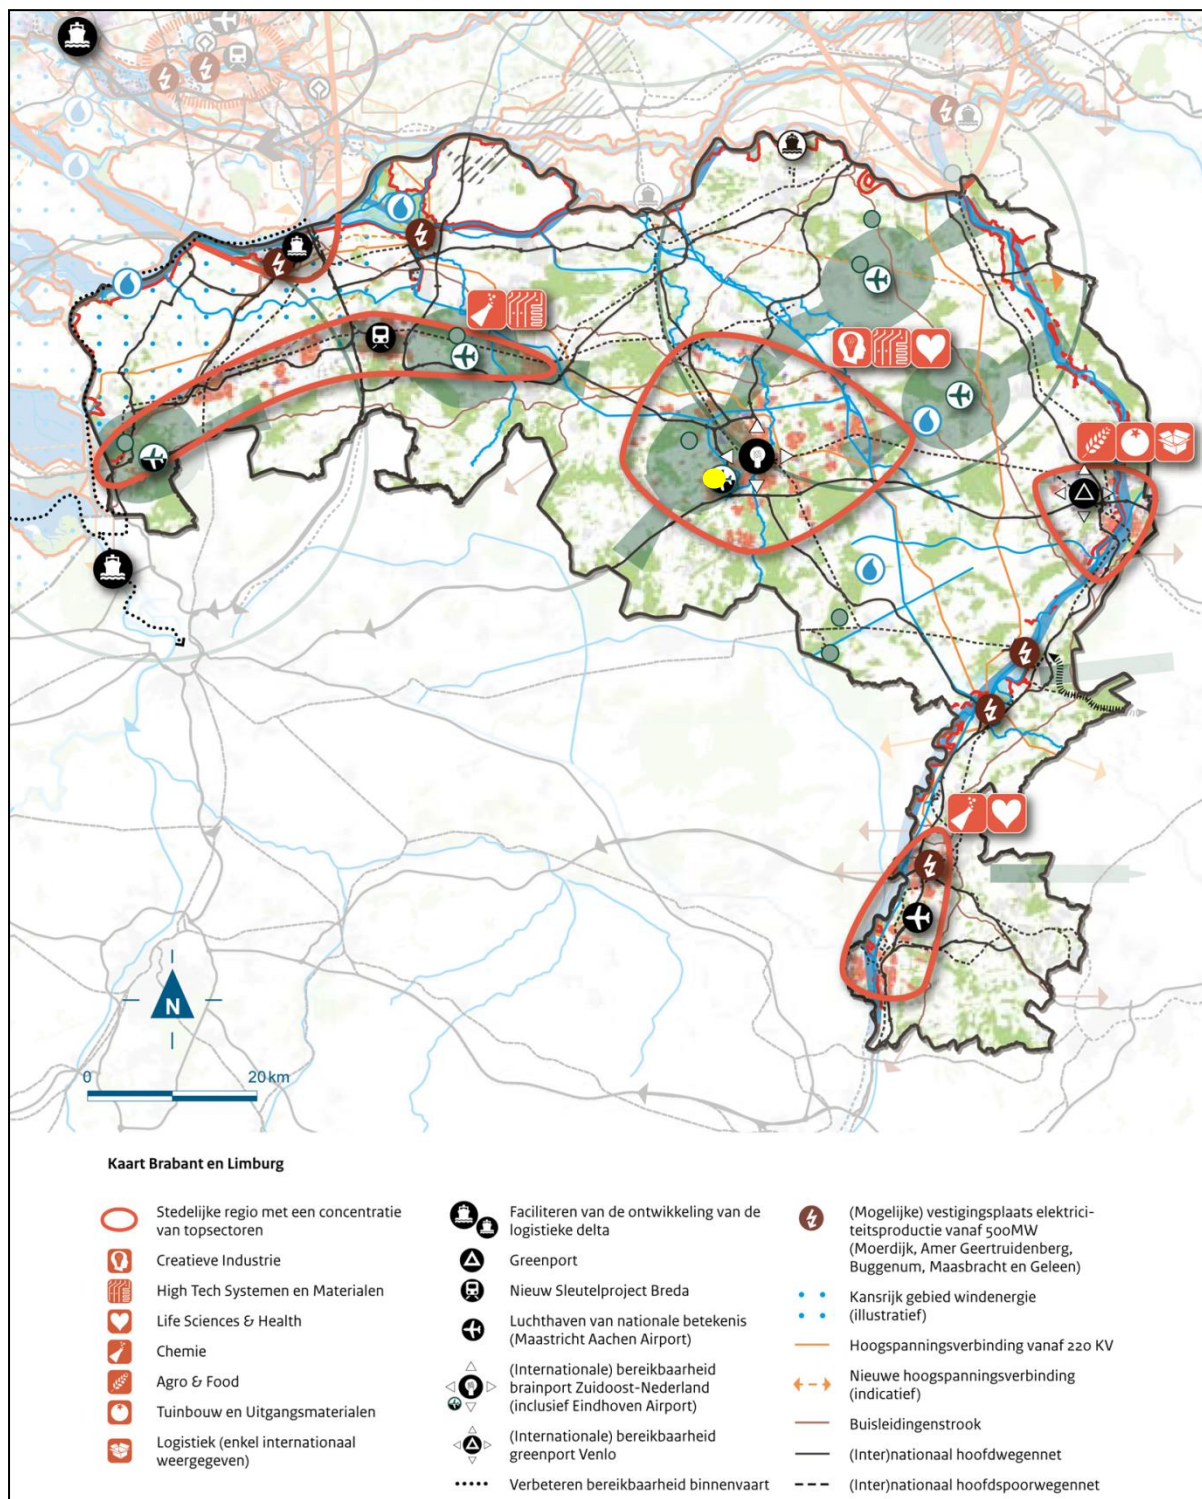 N
0 20 km
Kaart Brabant en Limburg
Stedelijke regio met een concentratie
van topsectoren
Creatieve Industrie
High Tech Systemen en Materialen
Life Sciences & Health
Chemie
Agro & Food
Tuinbouw en Uitgangsmaterialen
Logistiek (enkel internationaal
weergegeven)
Faciliteren van de ontwikkeling van de
logistieke delta
Greenport
Nieuw Sleutelproject Breda
Luchthaven van nationale betekenis
(Maastricht Aachen Airport)
(Internationale) bereikbaarheid
brainport Zuidoost-Nederland
(inclusief Eindhoven Airport)
(Internationale) bereikbaarheid
greenport Venlo
Verbeteren bereikbaarheid binnenvaart
(Mogelijke) vestigingsplaats elektrici-
teitsproductie vanaf 500MW
(Moerdijk, Amer Geertruidenberg,
Buggenum, Maasbracht en Geleen)
Kansrijk gebied windenergie
(illustratief)
Hoogspanningsverbinding vanaf 220 KV
Nieuwe hoogspanningsverbinding
(indicatief)
Buisleidingenstrook
(Inter)nationaal hoofdwegennet
(Inter)nationaal hoofdspoorwegennet